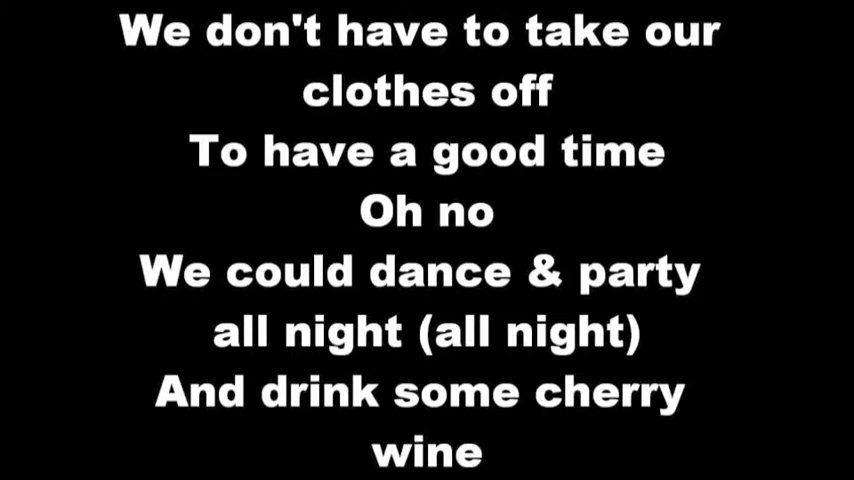 We don't have to take our
clothes off
To have a good time
Oh no
We could dance & party
all night (all night)
And drink some cherry
wine